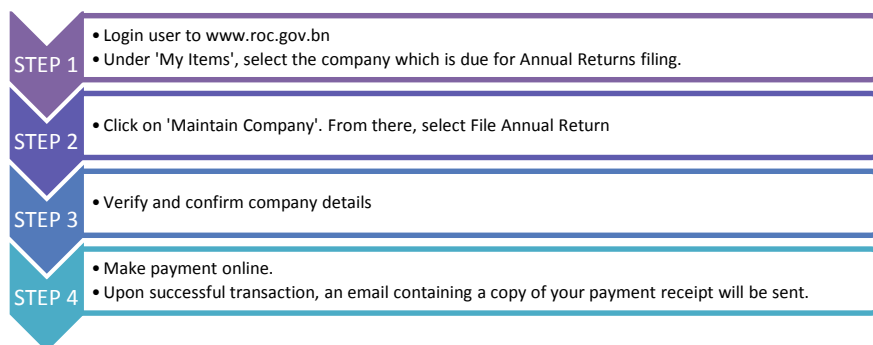 STEP 1
• Login user to www.roc.gov.bn
• Under 'My Items', select the company which is due for Annual Returns filing.
STEP 2
• Click on 'Maintain Company'. From there, select File Annual Return
STEP 3
• Verify and confirm company details
STEP 4
• Make payment online.
• Upon successful transaction, an email containing a copy of your payment receipt will be sent.